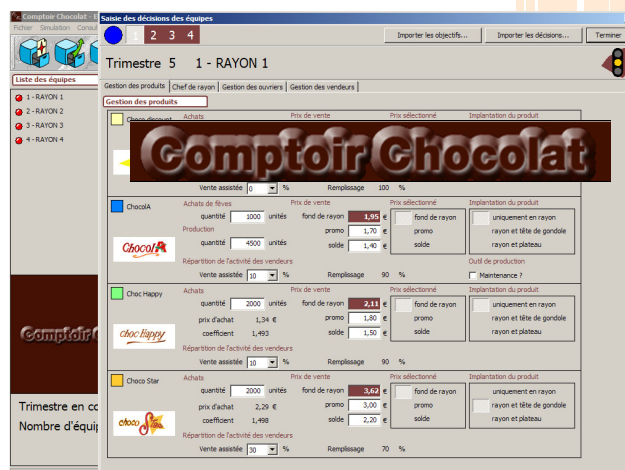 Comptoir Chocolat - E
Saisie des décisions des équipes
Fichier Simulation Consul
1 2 3 4
Importer les objectifs...
Importer les décisions...
Terminer
Trimestre 5 1 - RAYON 1
Liste des équipes
1 - RAYON 1
2 - RAYON 2
3 - RAYON 3
4 - RAYON 4
Gestion des produits Chef de rayon Gestion des ouvriers Gestion des vendeurs
Gestion des produits
Choco discount Achats Prix de vente Prix sélectionné Implantation du produit
Comptoir Chocolat
Vente assistée 0 % Remplissage 100 %
ChocolA Achats de fèves Prix de vente Prix sélectionné Implantation du produit
quantité 1000 unités fond de rayon 1,95 € fond de rayon uniquement en rayon
Production promo 1,70 € promo rayon et tête de gondole
ChocolA quantité 4500 unités solde 1,40 € solde rayon et plateau
Répartition de l'activité des vendeurs Outil de production
Vente assistée 10 % Remplissage 90 % Maintenance ?
Choc Happy Achats Prix de vente Prix sélectionné Implantation du produit
quantité 2000 unités fond de rayon 2,11 € fond de rayon uniquement en rayon
prix d'achat 1,34 € promo 1,80 € promo rayon et tête de gondole
choc Happy coefficient 1,493 solde 1,50 € solde rayon et plateau
Répartition de l'activité des vendeurs
Vente assistée 10 % Remplissage 90 %
Comptoir
Choco Star Achats Prix de vente Prix sélectionné Implantation du produit
quantité 2000 unités fond de rayon 3,62 € fond de rayon uniquement en rayon
prix d'achat 2,29 € promo 3,00 € promo rayon et tête de gondole
choco Star coefficient 1,498 solde 2,20 € solde rayon et plateau
Répartition de l'activité des vendeurs
Vente assistée 30 % Remplissage 70 %
Trimestre en co
Nombre d'équip